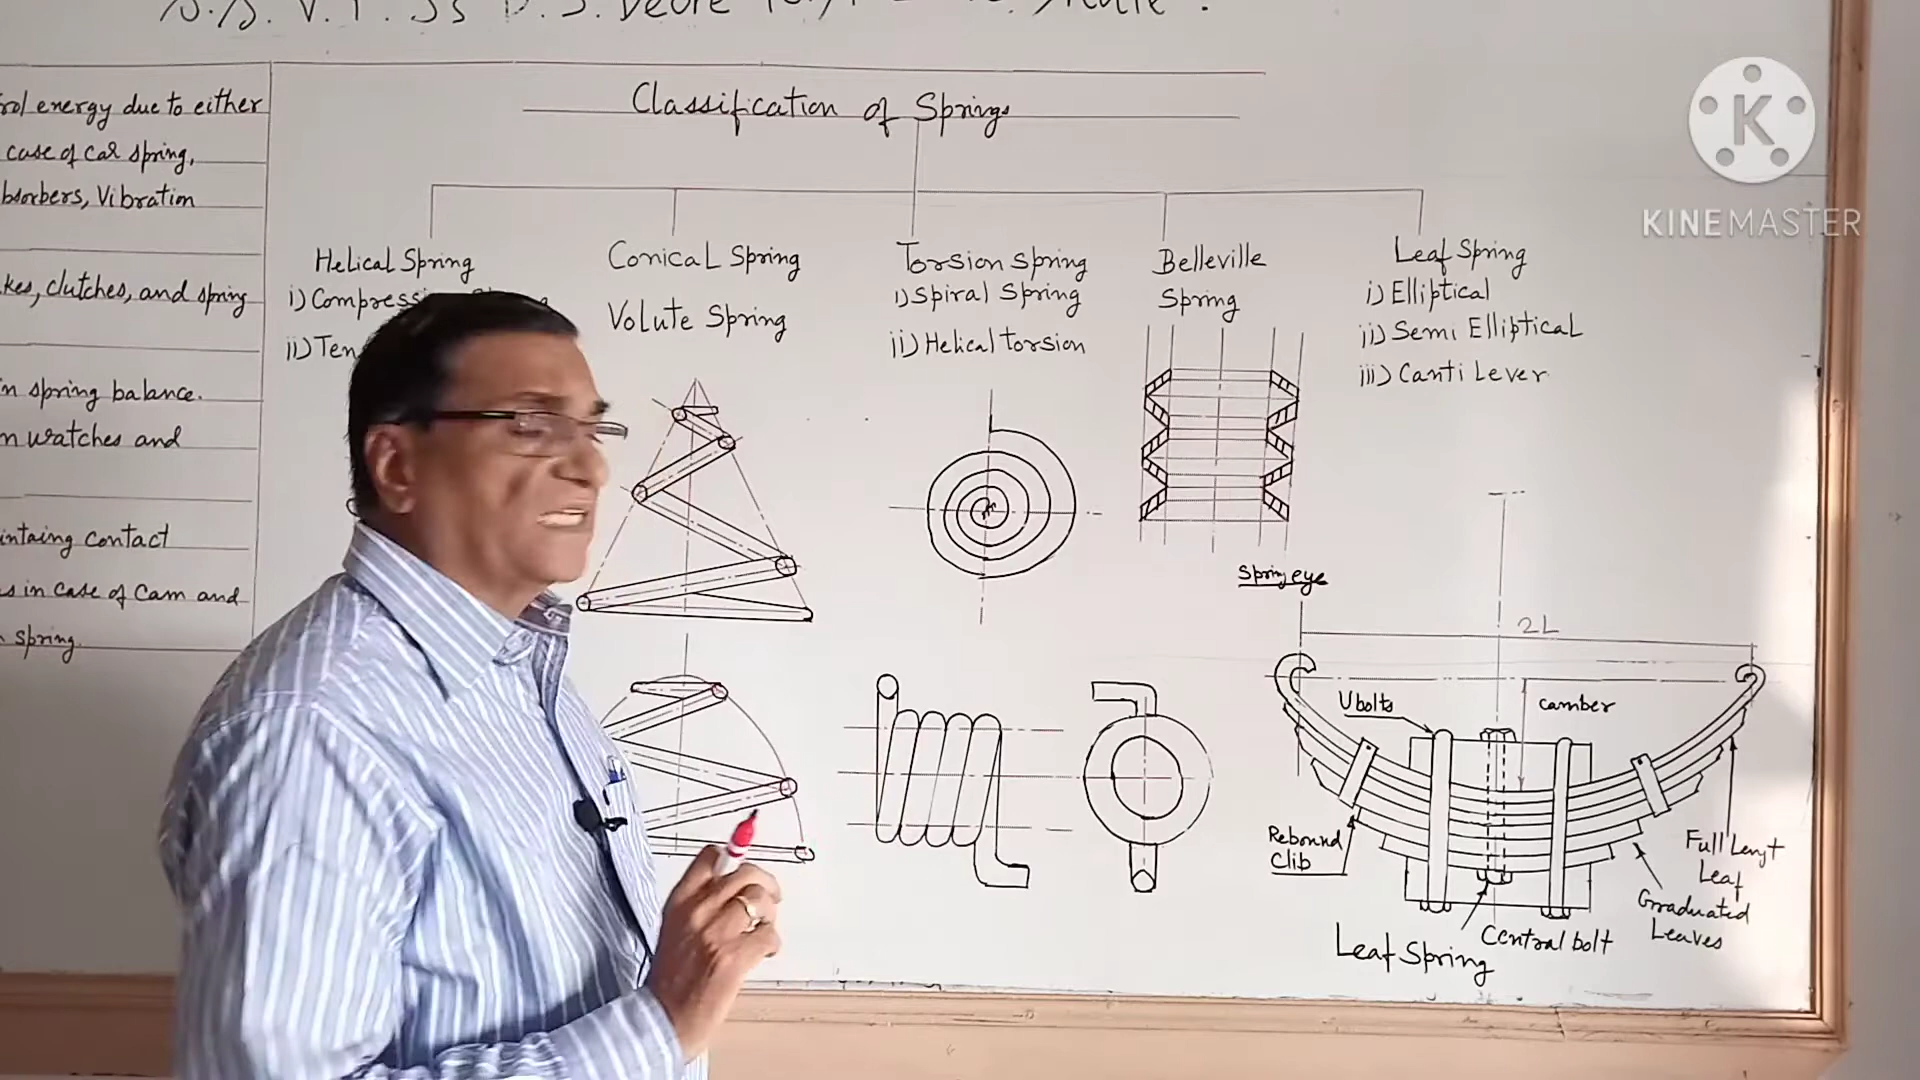 Classification of Springs
rol energy due to either
case of car spring,
bsorbers, Vibration
kes, clutches, and spring
n spring balance.
n watches and
intaing contact
s in case of Cam and
spring.
Helical Spring
i) Compress
ii) Ten
Conical Spring
Volute Spring
Torsion Spring
i) Spiral Spring
ii) Helical torsion
Belleville
Spring
Leaf Spring
i) Elliptical
ii) Semi Elliptical
iii) Canti Lever
Spring eye
2L
U bolts
camber
Rebound
Clib
Full Lengt
Leaf
Graduated
Leaves
Central bolt
Leaf Spring
K
KINEMASTER